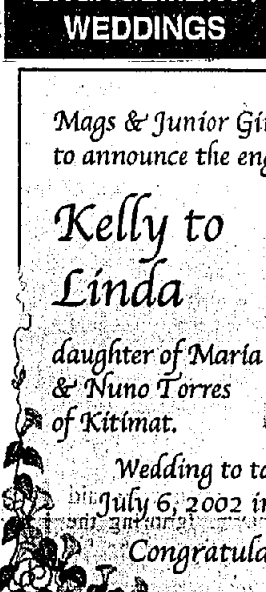 WEDDINGS
Mags & Junior
to announce the
Kelly to
Linda
daughter of Maria
& Nuno Torres
of Kitimat.
Wedding to
July 6, 2002
Congratula